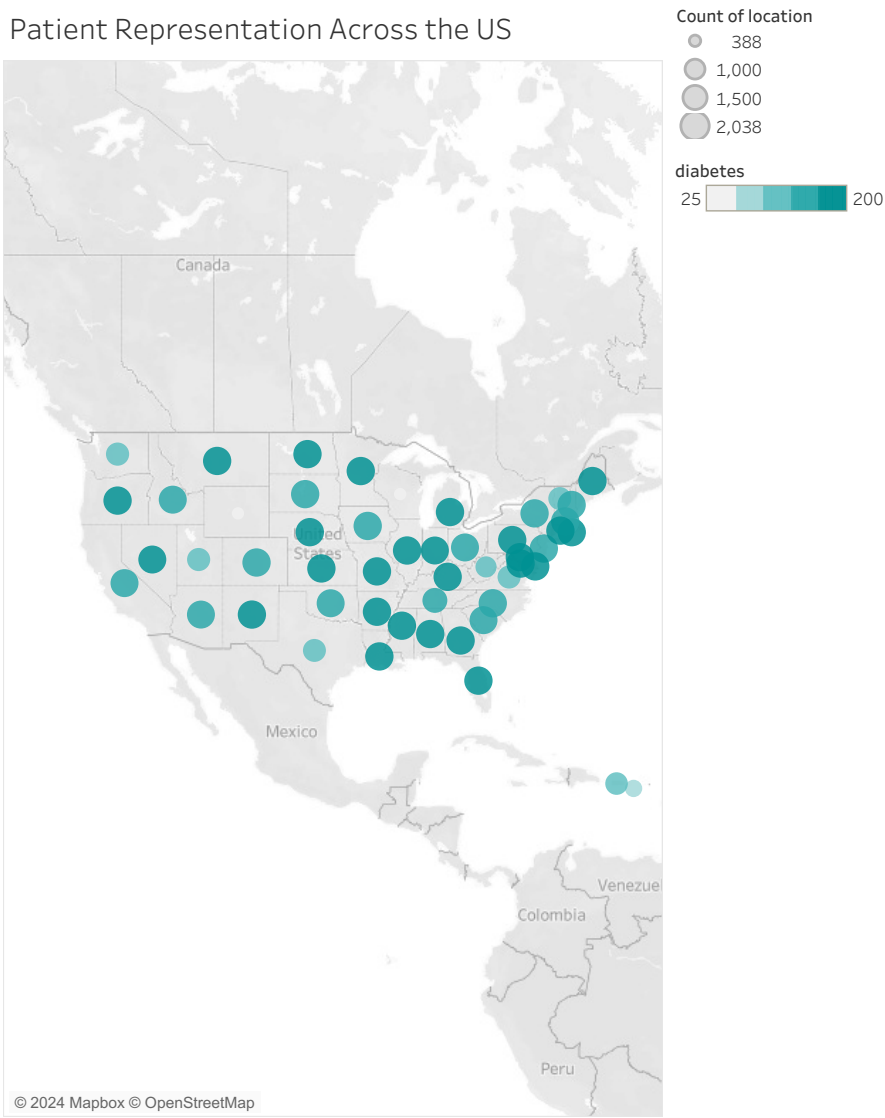 Patient Representation Across the US
Count of location
388
1,000
1,500
2,038
diabetes
25
200
Canada
United
States
Mexico
Venezuel
Colombia
Peru
© 2024 Mapbox © OpenStreetMap